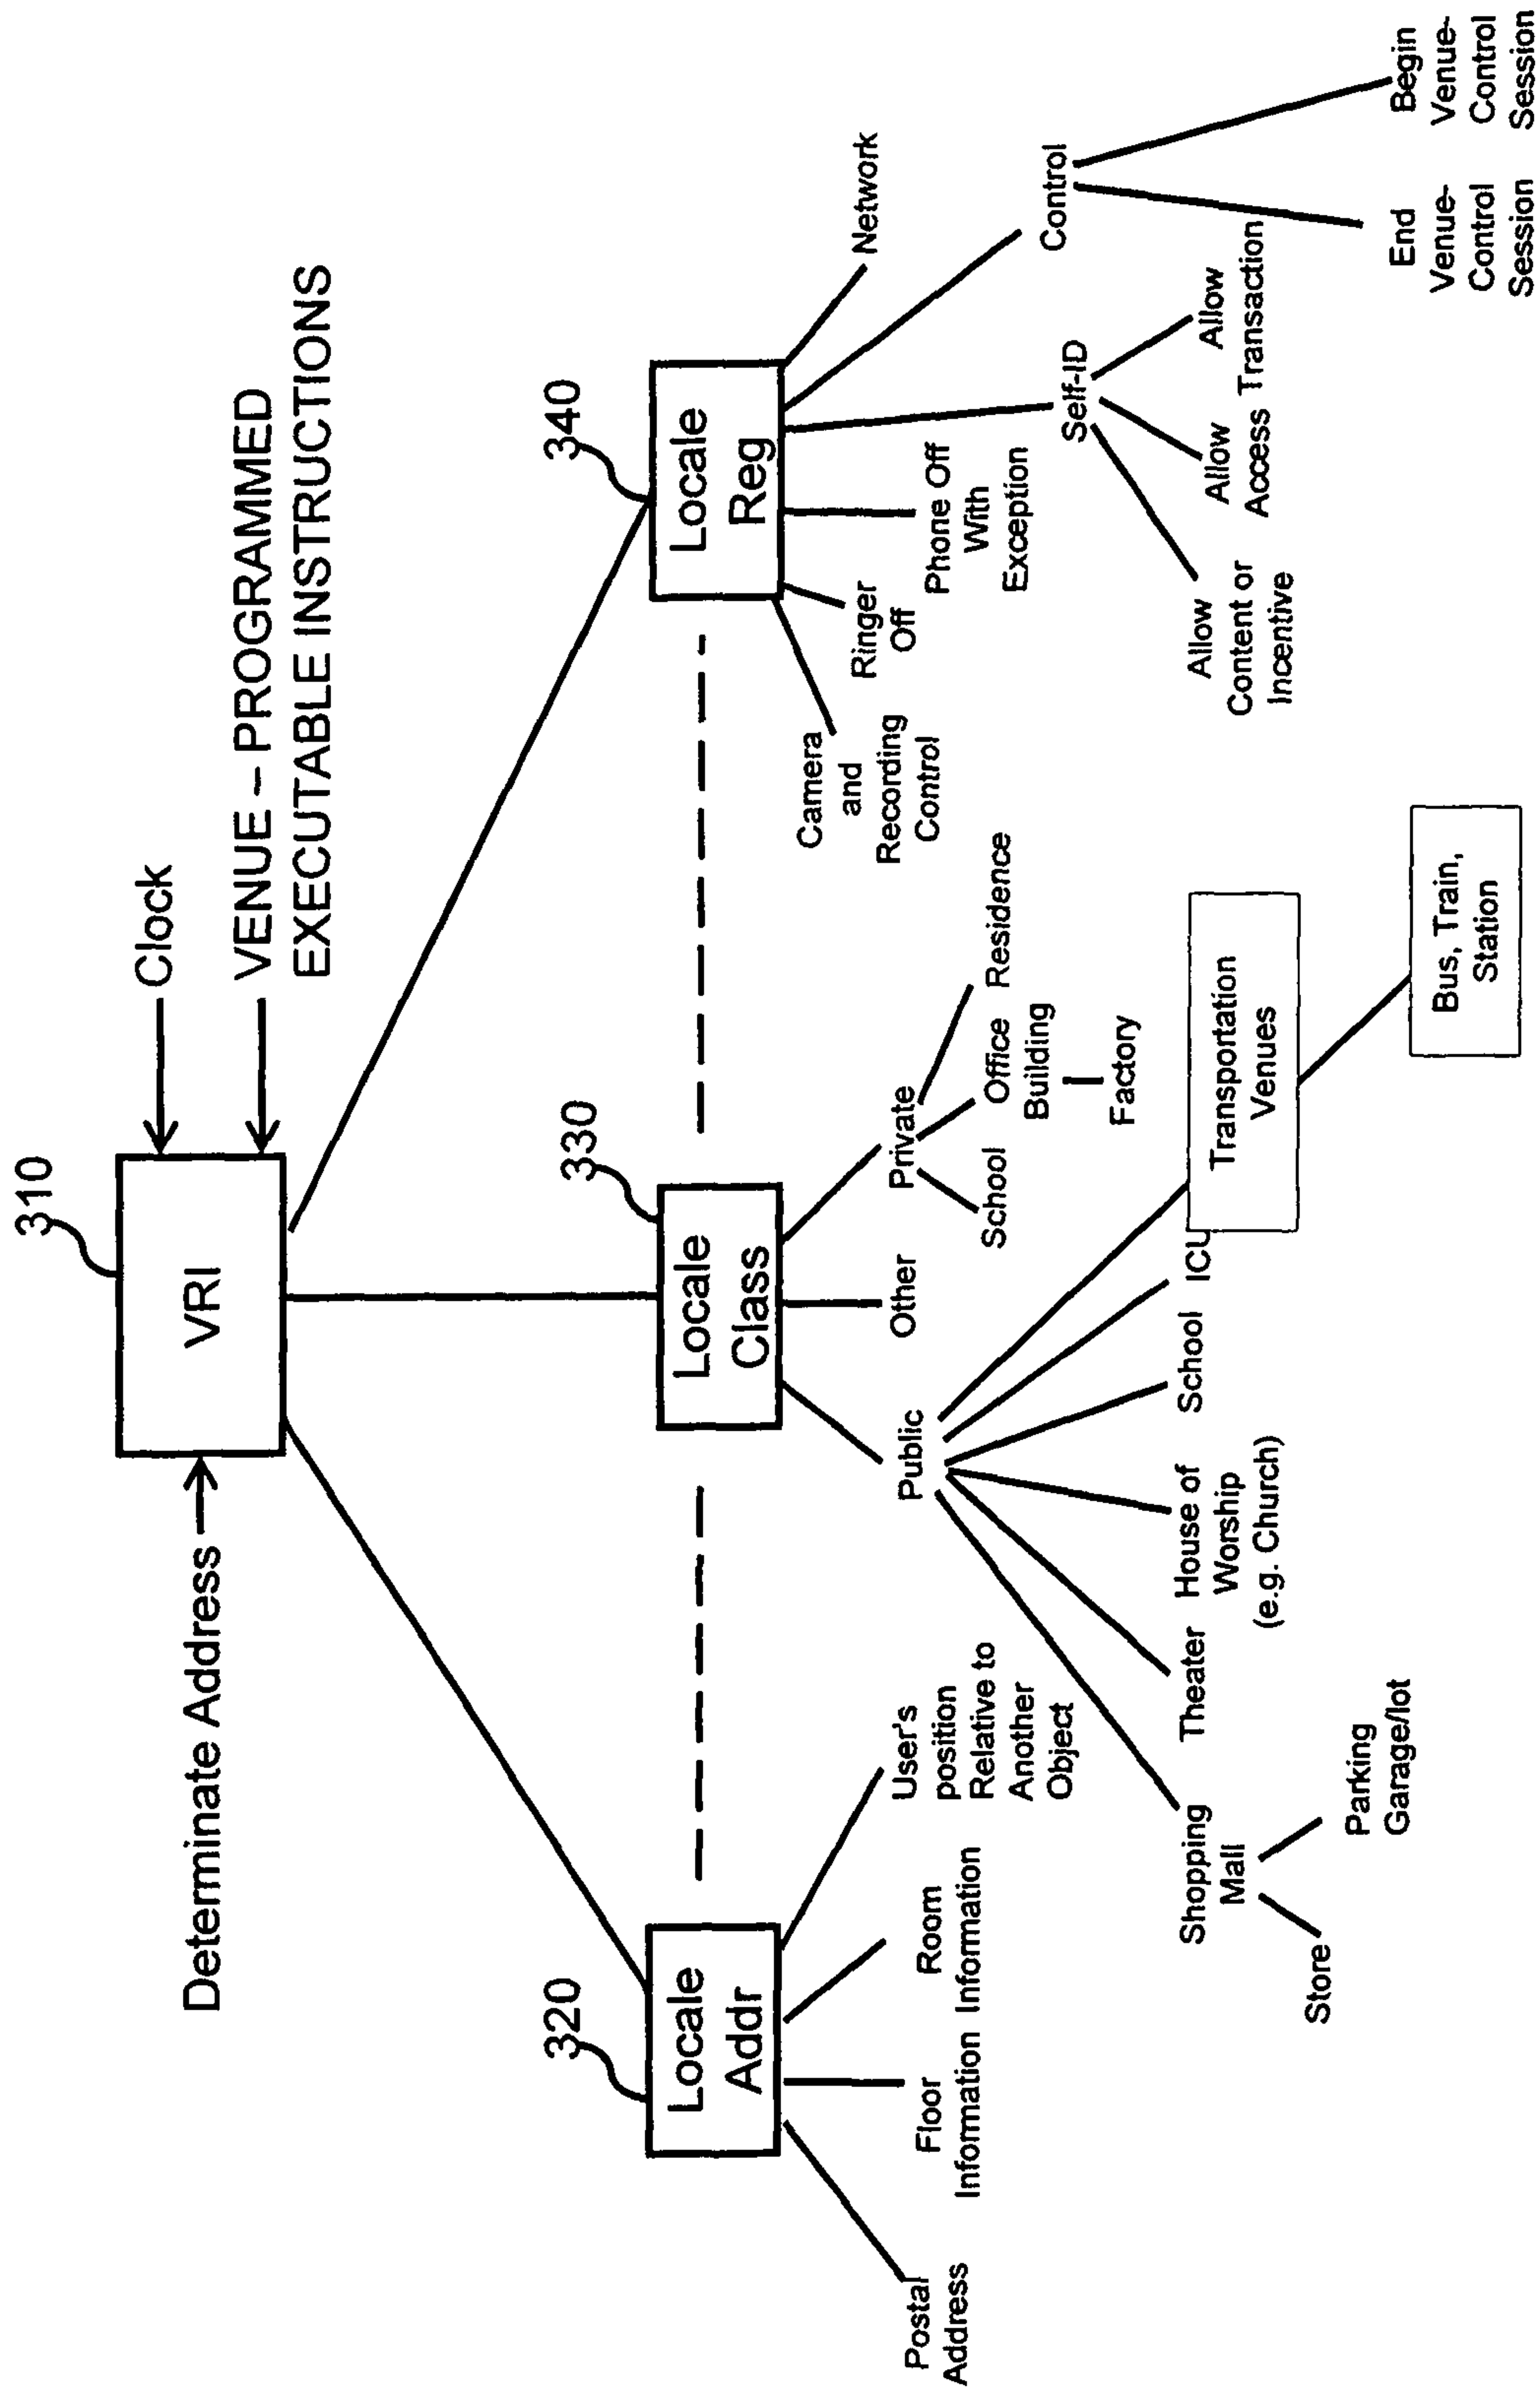 310
Clock
VENUE – PROGRAMMED
EXECUTABLE INSTRUCTIONS
Determinate Address
VRI
320
Locale
Addr
330
Locale
Class
340
Locale
Reg
Postal
Address
Floor
Information
Room
Information
User's
position
Relative to
Another
Object
Public
Other
Private
School
Office
Building
Factory
Residence
Shopping
Mall
Store
Parking
Garage/lot
Theater
House of
Worship
(e.g. Church)
School
ICU
Transportation
Venues
Bus, Train,
Station
Camera
and
Recording
Control
Ringer
Off
Phone Off
With
Exception
Self-ID
Allow
Content or
Incentive
Allow
Access
Allow
Transaction
Network
Control
End
Venue-
Control
Session
Begin
Venue-
Control
Session